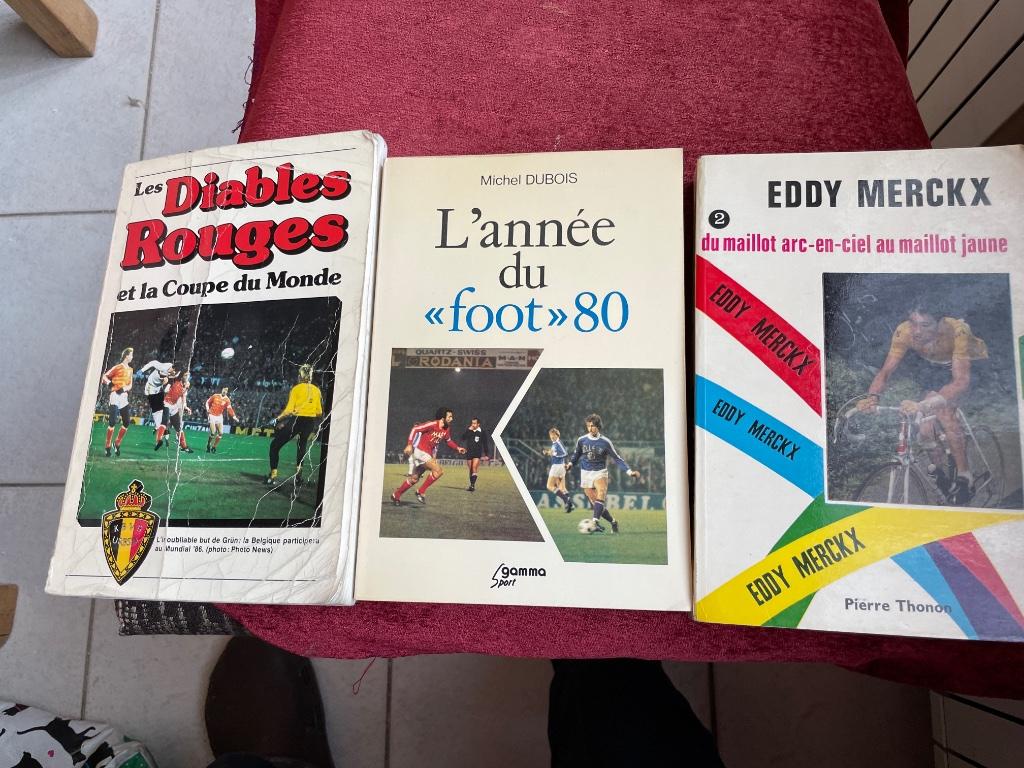 Les Diables
Rouges
et la Coupe du Monde
L'inoubliable but de Grün: la Belgique participera
au Mundial '86. (photo: Photo News)
Michel DUBOIS
L'année
du
«foot» 80
QUARTZ-SWISS
RODANIA
M-A-M
gamma
Sport
EDDY MERCKX
2
du maillot arc-en-ciel au maillot jaune
EDDY MERCKX
EDDY MERCKX
EDDY MERCKX
Pierre Thonon